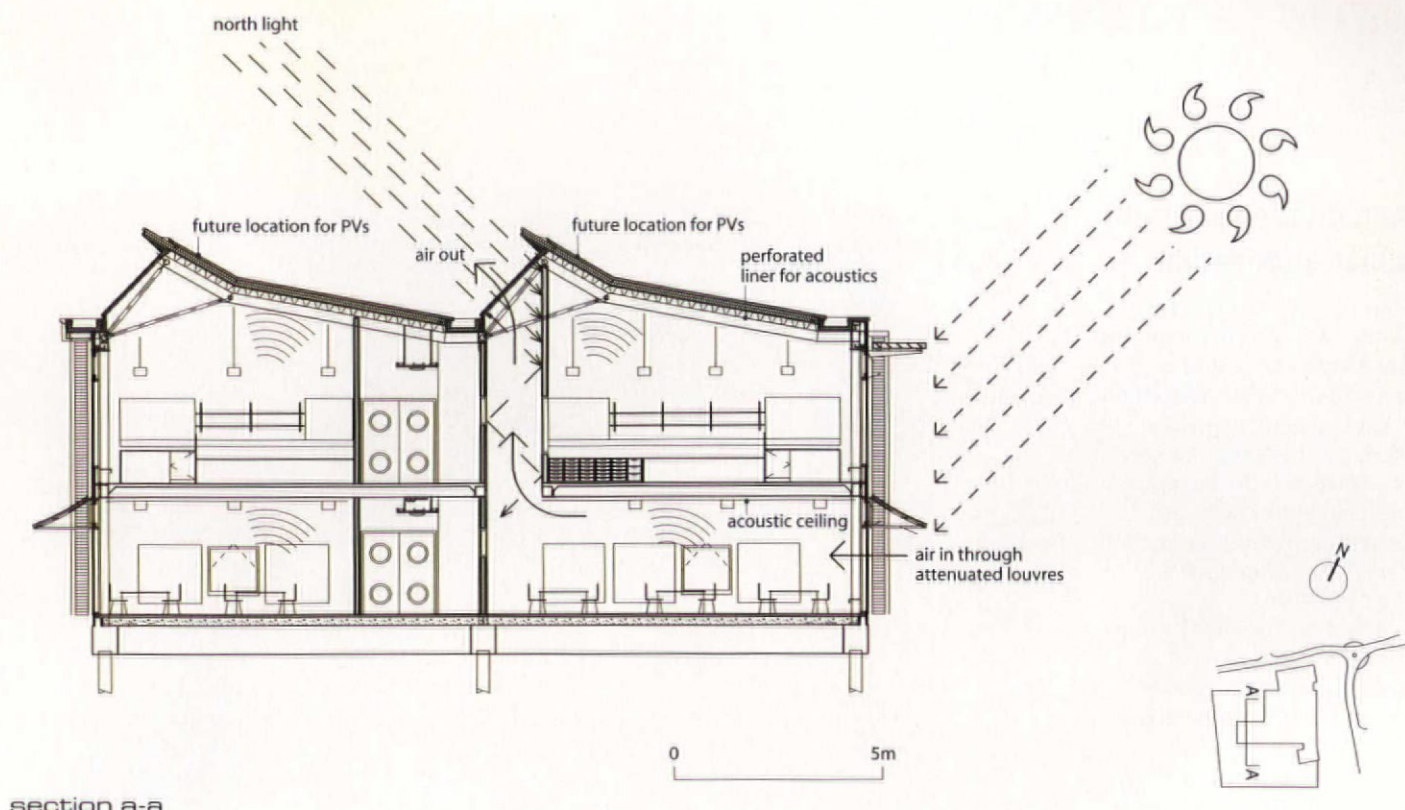 north light
future location for PVs
air out
future location for PVs
perforated
liner for acoustics
acoustic ceiling
air in through
attenuated louvres
N
A
A
0 5m
section a-a